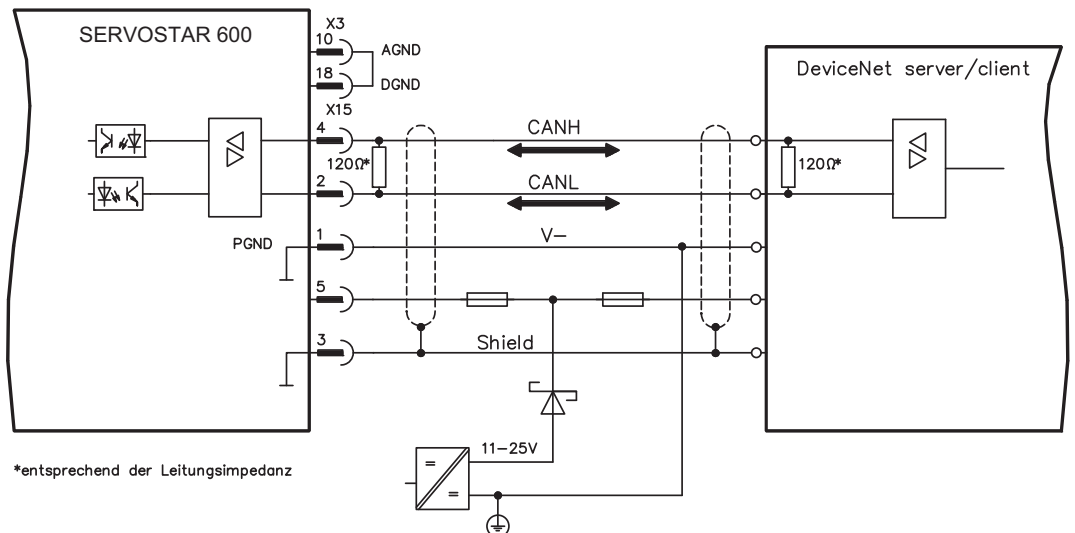 SERVOSTAR 600
X3
10
AGND
18
DGND
X15
4
120Ω*
2
PGND
1
5
3
CANH
CANL
V–
Shield
11–25V
DeviceNet server/client
120Ω*
*entsprechend der Leitungsimpedanz